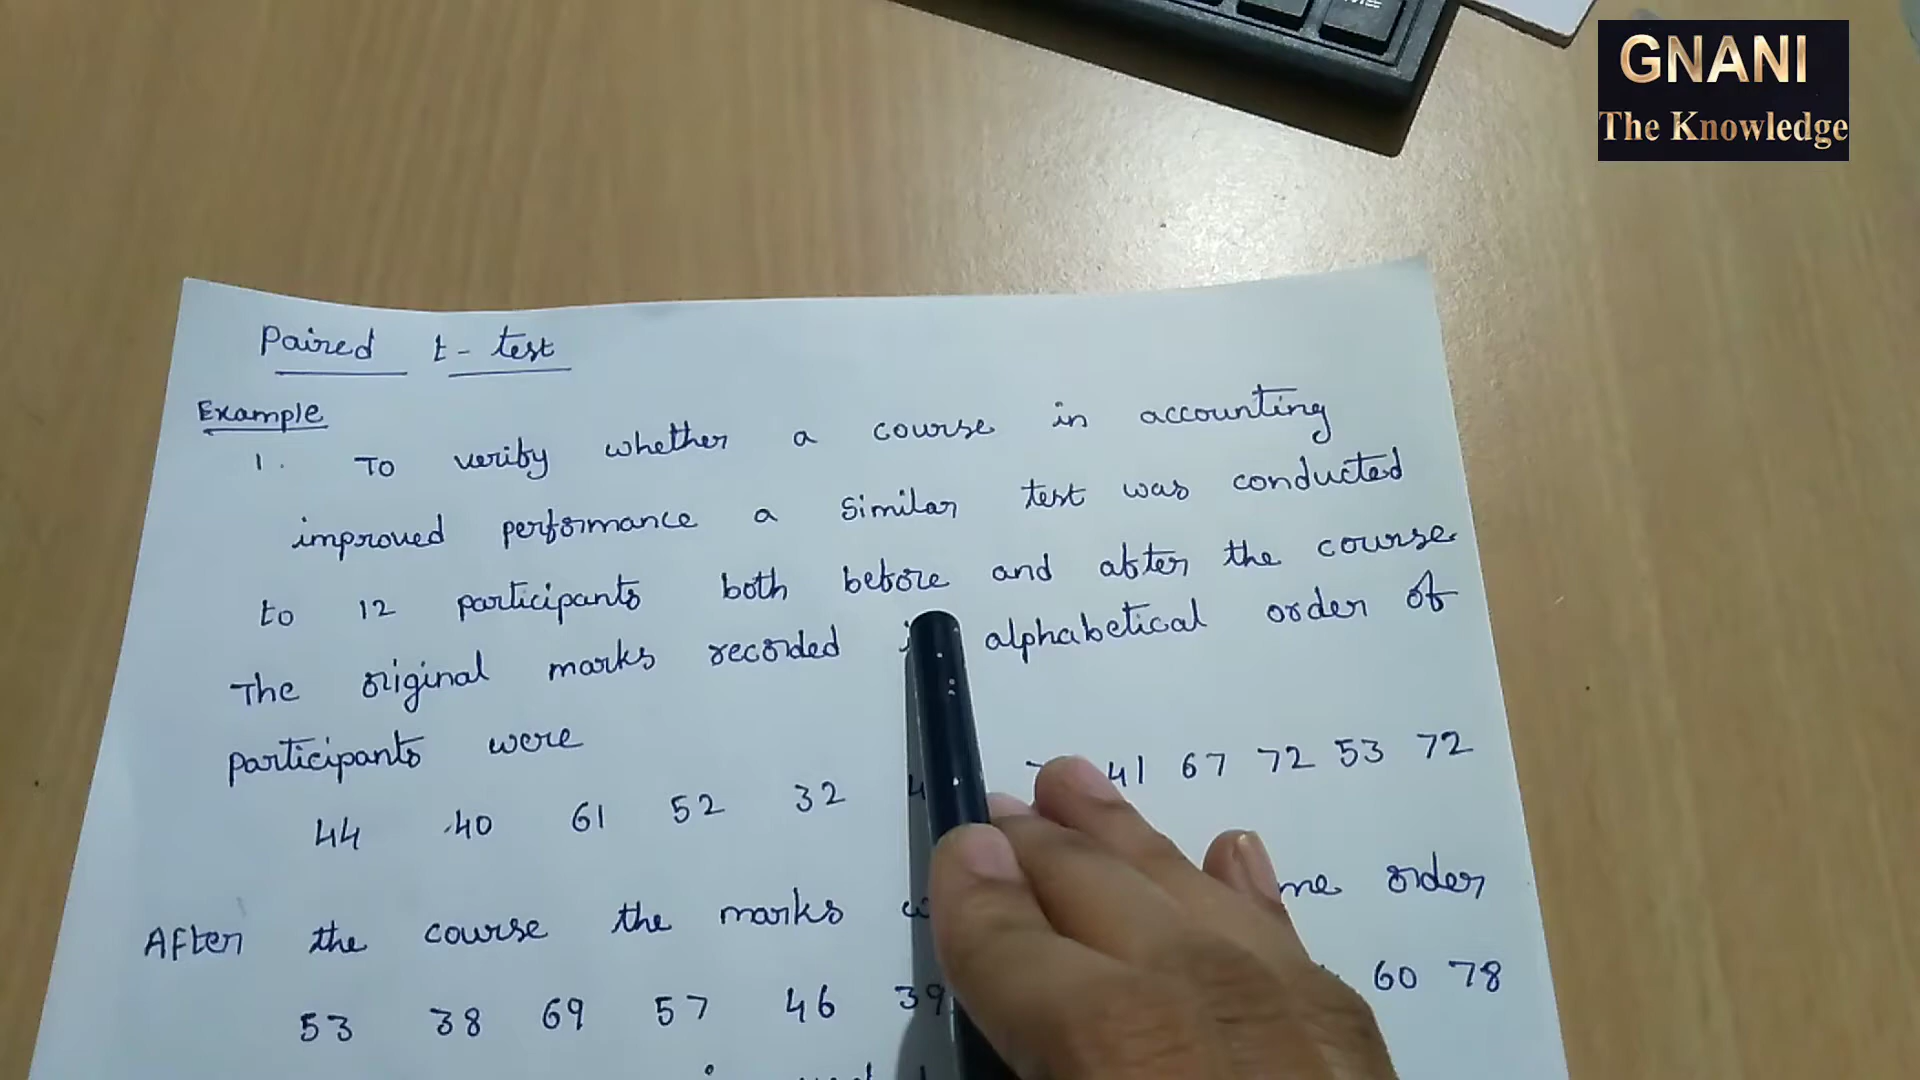 GNANI
The Knowledge
Paired t-test
Example
1. To verify whether a course in accounting
improved performance a similar test was conducted
to 12 participants both before and after the course.
The original marks recorded alphabetical order of
participants were
44 40 61 52 32 41 67 72 53 72
After the course the marks order
53 38 69 57 46 39 60 78